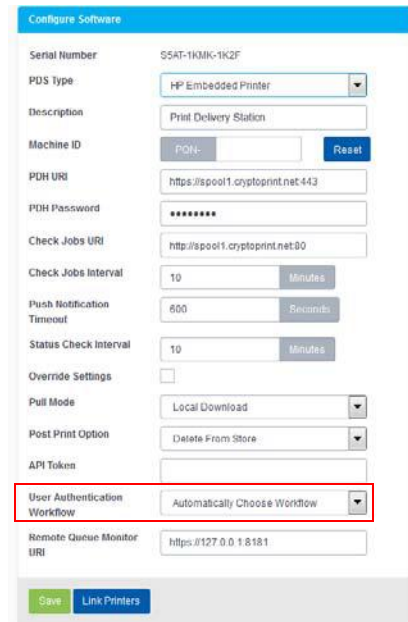 Configure Software
Serial Number S5AT-1KMK-1K2F
PDS Type HP Embedded Printer
Description Print Delivery Station
Machine ID PON- Reset
PDH URI https://spool1.cryptoprint.net:443
PDH Password ••••••••
Check Jobs URI http://spool1.cryptoprint.net:80
Check Jobs Interval 10 Minutes
Push Notification
Timeout 600 Seconds
Status Check Interval 10 Minutes
Override Settings
Pull Mode Local Download
Post Print Option Delete From Store
API Token
User Authentication
Workflow Automatically Choose Workflow
Remote Queue Monitor
URI https://127.0.0.1:8181
Save Link Printers